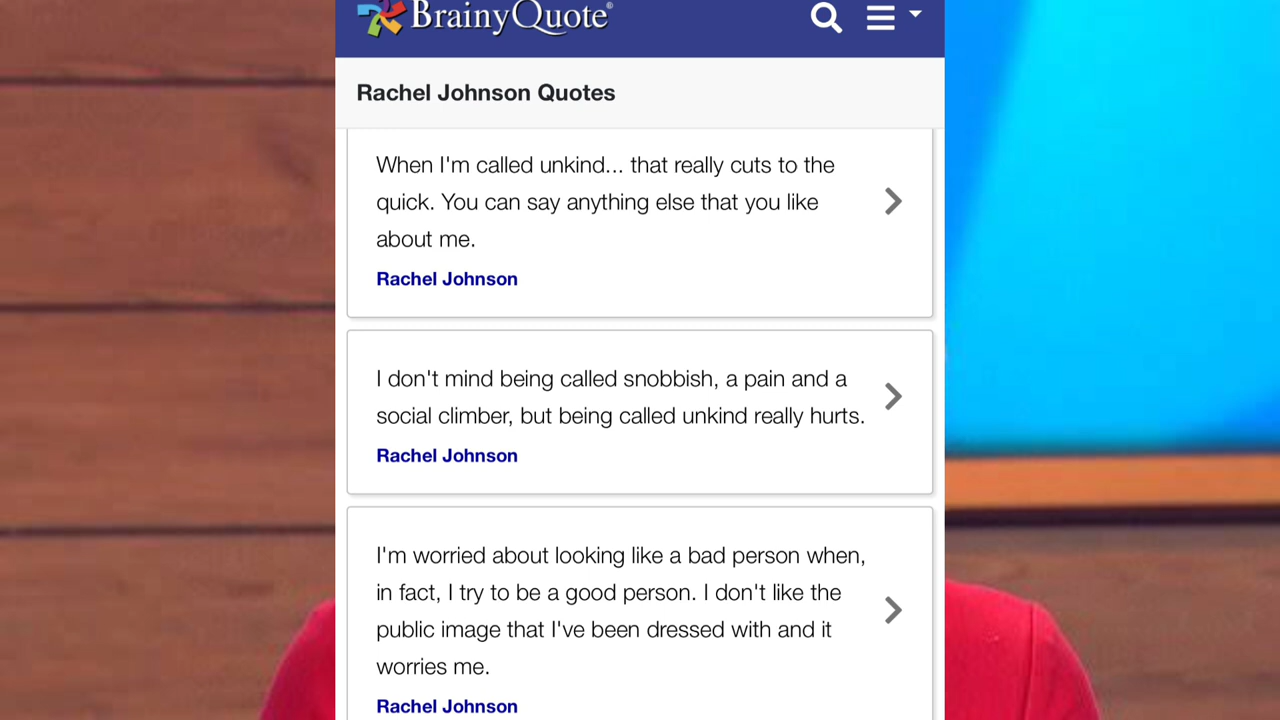 BrainyQuote®
Rachel Johnson Quotes
When I'm called unkind... that really cuts to the
quick. You can say anything else that you like
about me.
Rachel Johnson
I don't mind being called snobbish, a pain and a
social climber, but being called unkind really hurts.
Rachel Johnson
I'm worried about looking like a bad person when,
in fact, I try to be a good person. I don't like the
public image that I've been dressed with and it
worries me.
Rachel Johnson